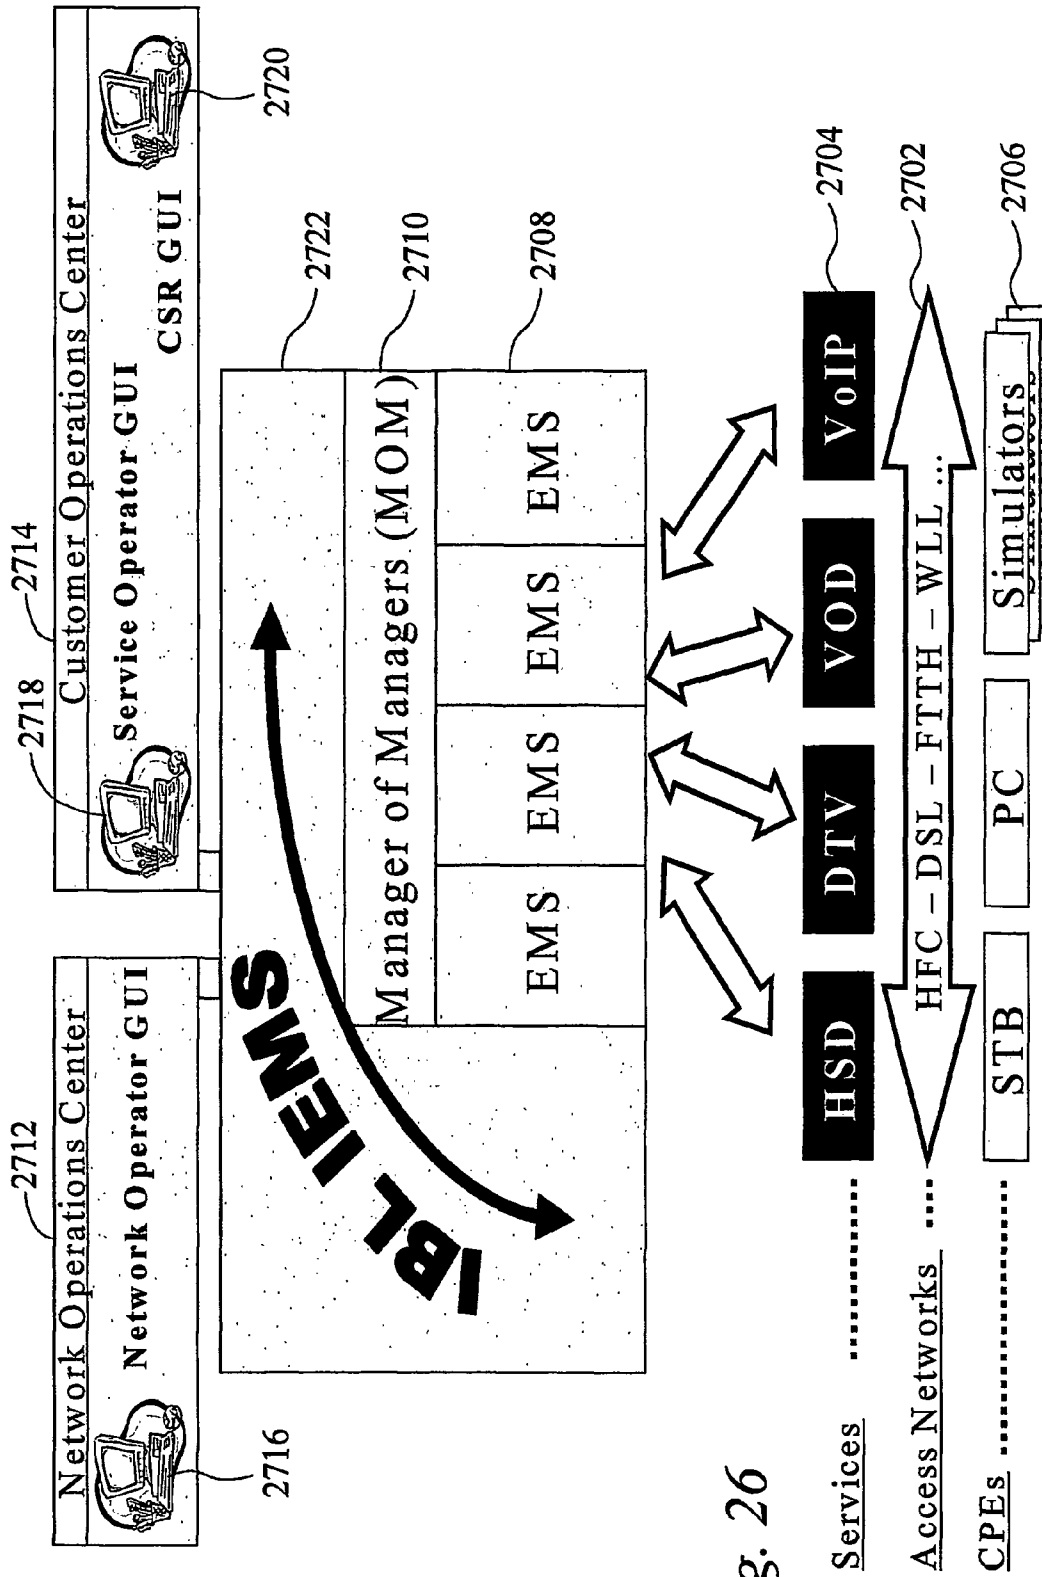 2712
2718
2714
Network Operations Center
Customer Operations Center
Network Operator GUI
Service Operator GUI
CSR GUI
2716
2720
IBL IEMS
2722
Manager of Managers (MOM)
2710
EMS
EMS
EMS
EMS
2708
g. 26
Services
HSD
DTV
VOD
VoIP
2704
Access Networks
HFC – DSL – FTTH – WLL ...
2702
CPEs
STB
PC
Simulators
2706